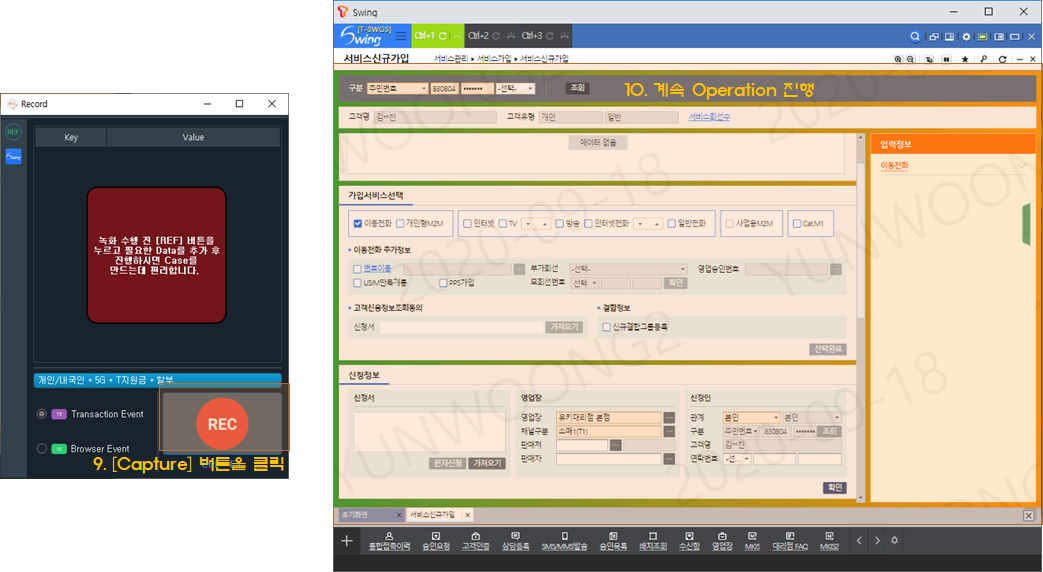 Record
REF
Swing
Key
Value
녹화 수행 전 [REF] 버튼을
누르고 필요한 Data를 추가 후
진행하시면 Case를
만드는데 편리합니다.
개인/내국인 + 5G + T지원금 + 할부
TR
Transaction Event
Browser Event
REC
9. [Capture] 버튼을 클릭
Swing
[T-SWGS]
Swing
Ctrl+1
Ctrl+2
Ctrl+3
서비스신규가입
서비스관리 ▸ 서비스가입 ▸ 서비스신규가입
구분
주민번호
830804
•••••••
-선택-
조회
10. 계속 Operation 진행
고객명
김**진
고객유형
개인
일반
서비스회선수
데이터 없음
입력정보
이동전화
가입서비스선택
이동전화
개인형M2M
인터넷
TV
방송
인터넷전화
일반전화
사업용M2M
Cat.M1
이동전화 추가정보
번호이동
부가회선
-선택-
영업승인번호
USIM단독개통
PPS가입
모회선번호
선택
확인
고객신용정보조회동의
결합정보
신청서
가져오기
신규결합그룹등록
선택완료
신청정보
신청서
영업장
신청인
영업장
유키대리점 본점
관계
본인
본인
채널구분
소매1(T1)
구분
주민번호
830804
•••••••
조회
판매처
고객명
김**진
판매자
연락번호
-선...
전자신청
가져오기
확인
초기화면
서비스신규가입
통합접촉이력
승인요청
고객인증
상담등록
SMS/MMS발송
승인목록
배치조회
수신함
영업장
MKIS
대리점 FAQ
MKIS2
YUNWOONG2
2020-09-18